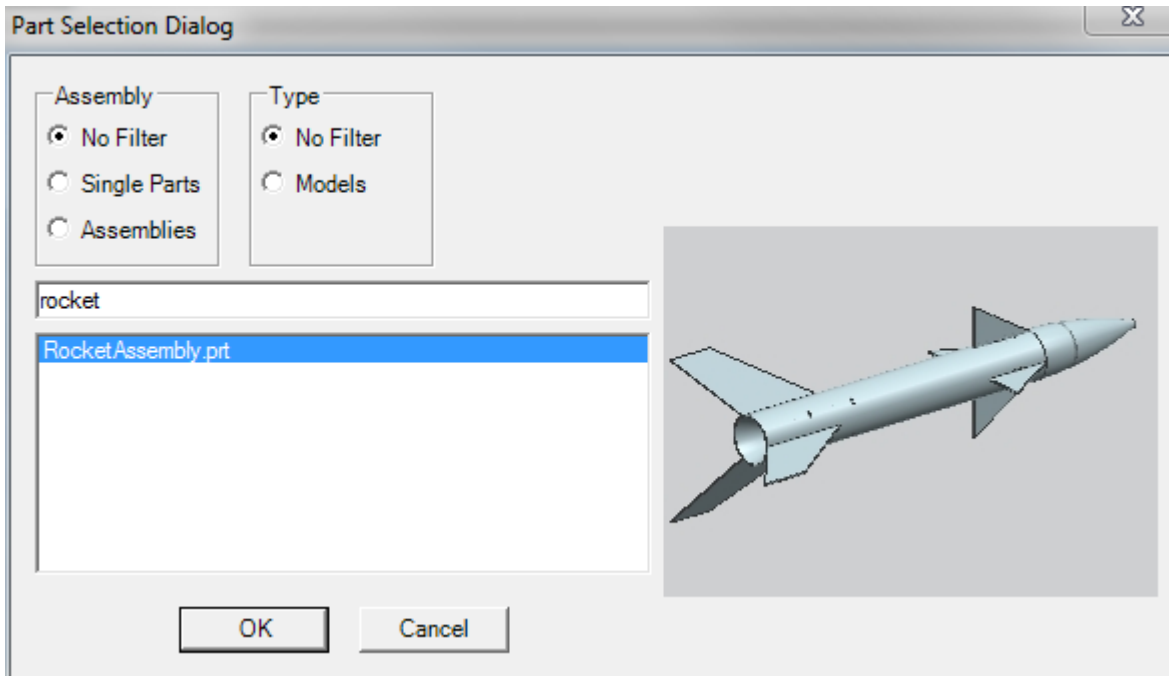 Part Selection Dialog
Assembly
No Filter
Single Parts
Assemblies
Type
No Filter
Models
rocket
RocketAssembly.prt
OK
Cancel